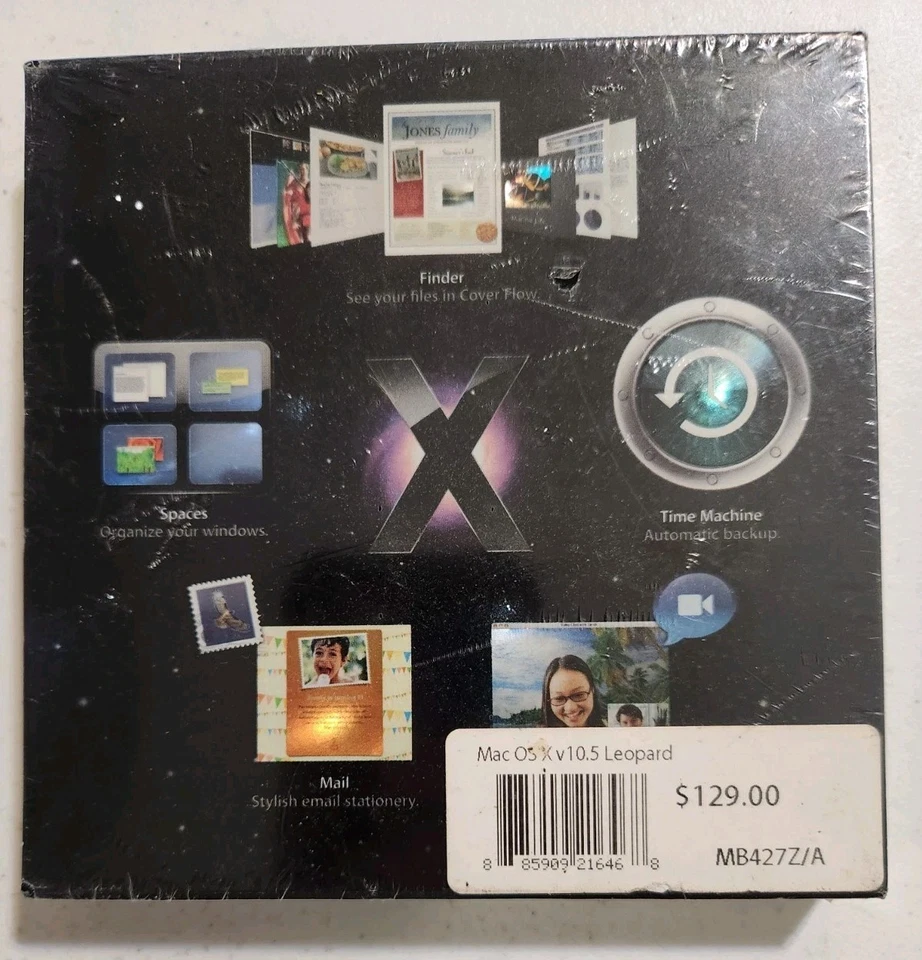 JONES family
Finder
See your files in Cover Flow.
X
Spaces
Organize your windows.
Time Machine
Automatic backup.
Mail
Stylish email stationery.
Mac OS X v10.5 Leopard
$129.00
8 85909 21646 8
MB427Z/A